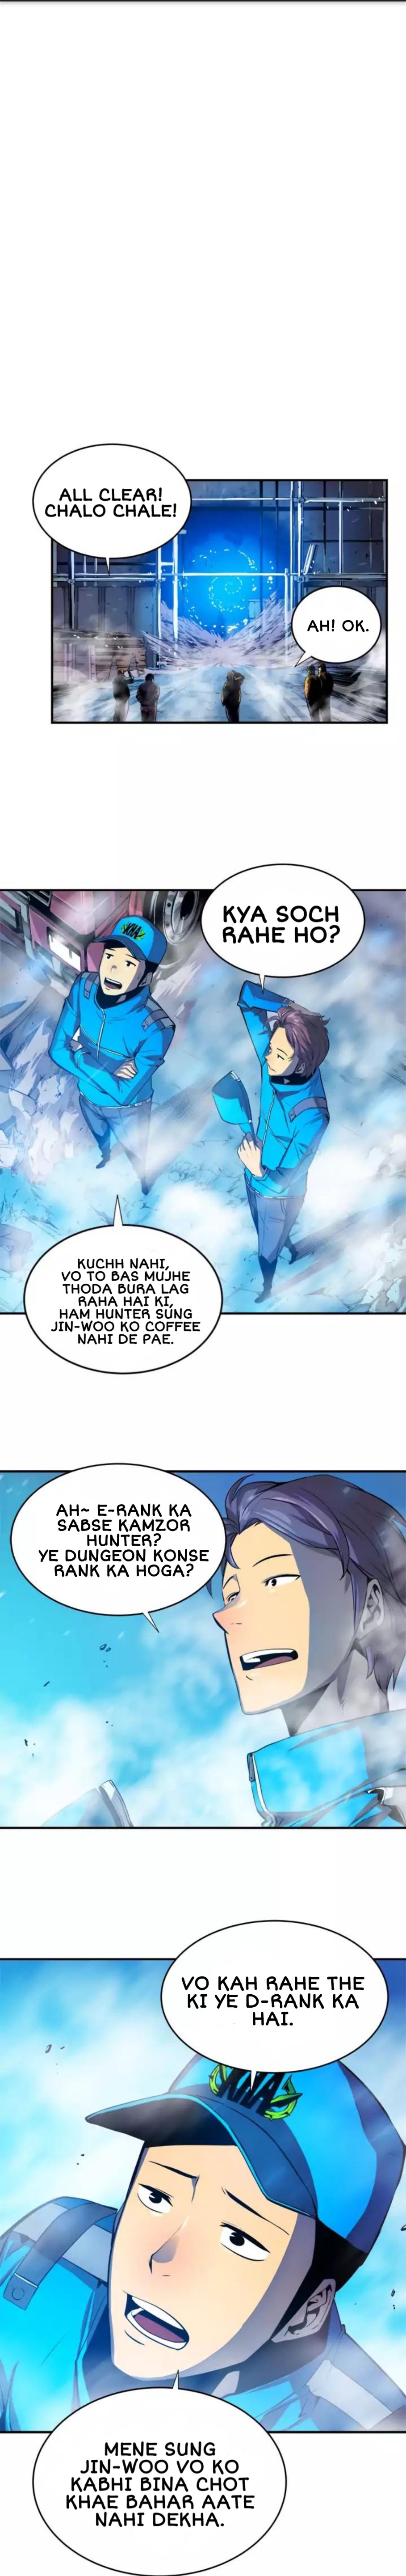 ALL CLEAR!
CHALO CHALE!
AH! OK.
KYA SOCH
RAHE HO?
KHA
KUCHH NAHI,
VO TO BAS MUJHE
THODA BURA LAG
RAHA HAI KI,
HAM HUNTER SUNG
JIN-WOO KO COFFEE
NAHI DE PAE.
AH~ E-RANK KA
SABSE KAMZOR
HUNTER?
YE DUNGEON KONSE
RANK KA HOGA?
VO KAH RAHE THE
KI YE D-RANK KA
HAI.
KHA
MENE SUNG
JIN-WOO VO KO
KABHI BINA CHOT
KHAE BAHAR AATE
NAHI DEKHA.